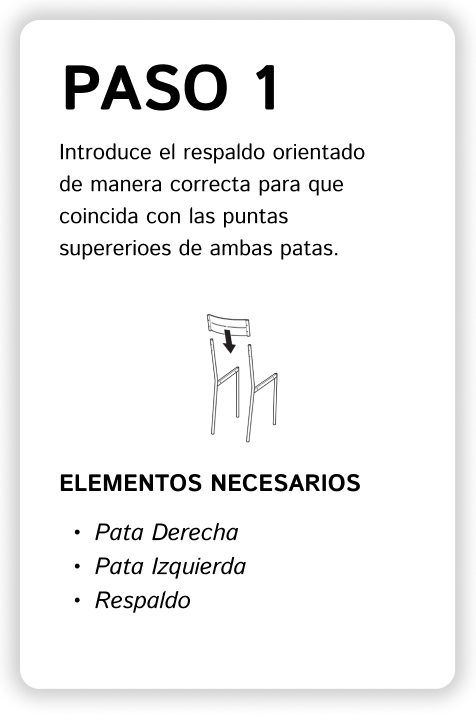 PASO 1
Introduce el respaldo orientado
de manera correcta para que
coincida con las puntas
supererioes de ambas patas.
ELEMENTOS NECESARIOS
• Pata Derecha
• Pata Izquierda
• Respaldo